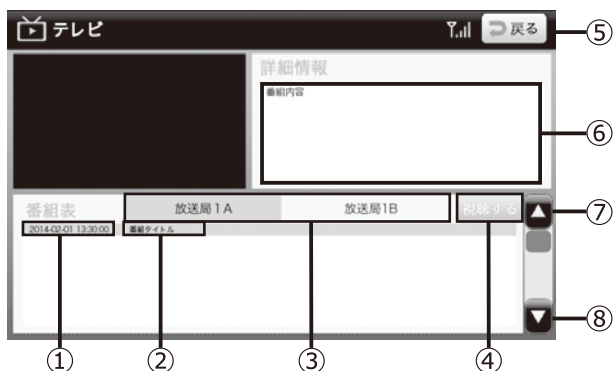 テレビ
戻る
⑤
詳細情報
番組内容
⑥
番組表
放送局1A
放送局1B
視聴する
⑦
2014-02-01 13:30:00
番組タイトル
⑧
① ② ③ ④